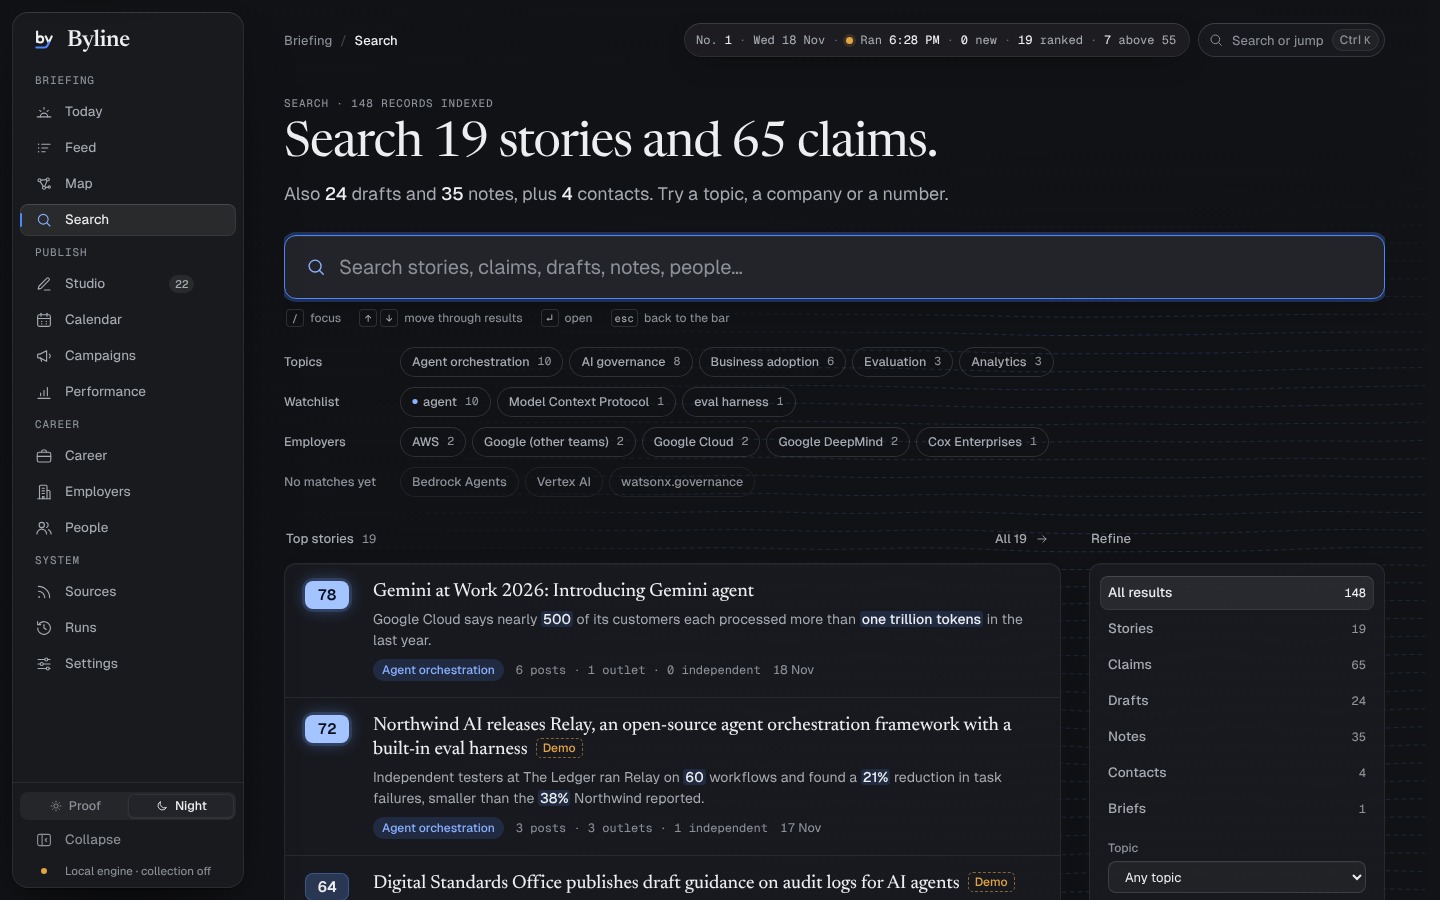 by Byline
BRIEFING
Today
Feed
Map
Search
PUBLISH
Studio 22
Calendar
Campaigns
Performance
CAREER
Career
Employers
People
SYSTEM
Sources
Runs
Settings
Proof Night
Collapse
Local engine · collection off
Briefing / Search
No. 1 · Wed 18 Nov · Ran 6:28 PM · 0 new · 19 ranked · 7 above 55
Search or jump Ctrl K
SEARCH · 148 RECORDS INDEXED
Search 19 stories and 65 claims.
Also 24 drafts and 35 notes, plus 4 contacts. Try a topic, a company or a number.
Search stories, claims, drafts, notes, people…
/ focus ↑ ↓ move through results ↵ open esc back to the bar
Topics Agent orchestration 10 AI governance 8 Business adoption 6 Evaluation 3 Analytics 3
Watchlist agent 10 Model Context Protocol 1 eval harness 1
Employers AWS 2 Google (other teams) 2 Google Cloud 2 Google DeepMind 2 Cox Enterprises 1
No matches yet Bedrock Agents Vertex AI watsonx.governance
Top stories 19 All 19 →
78 Gemini at Work 2026: Introducing Gemini agent
Google Cloud says nearly 500 of its customers each processed more than one trillion tokens in the
last year.
Agent orchestration 6 posts · 1 outlet · 0 independent 18 Nov
72 Northwind AI releases Relay, an open-source agent orchestration framework with a
built-in eval harness Demo
Independent testers at The Ledger ran Relay on 60 workflows and found a 21% reduction in task
failures, smaller than the 38% Northwind reported.
Agent orchestration 3 posts · 3 outlets · 1 independent 17 Nov
64 Digital Standards Office publishes draft guidance on audit logs for AI agents Demo
Refine
All results 148
Stories 19
Claims 65
Drafts 24
Notes 35
Contacts 4
Briefs 1
Topic
Any topic